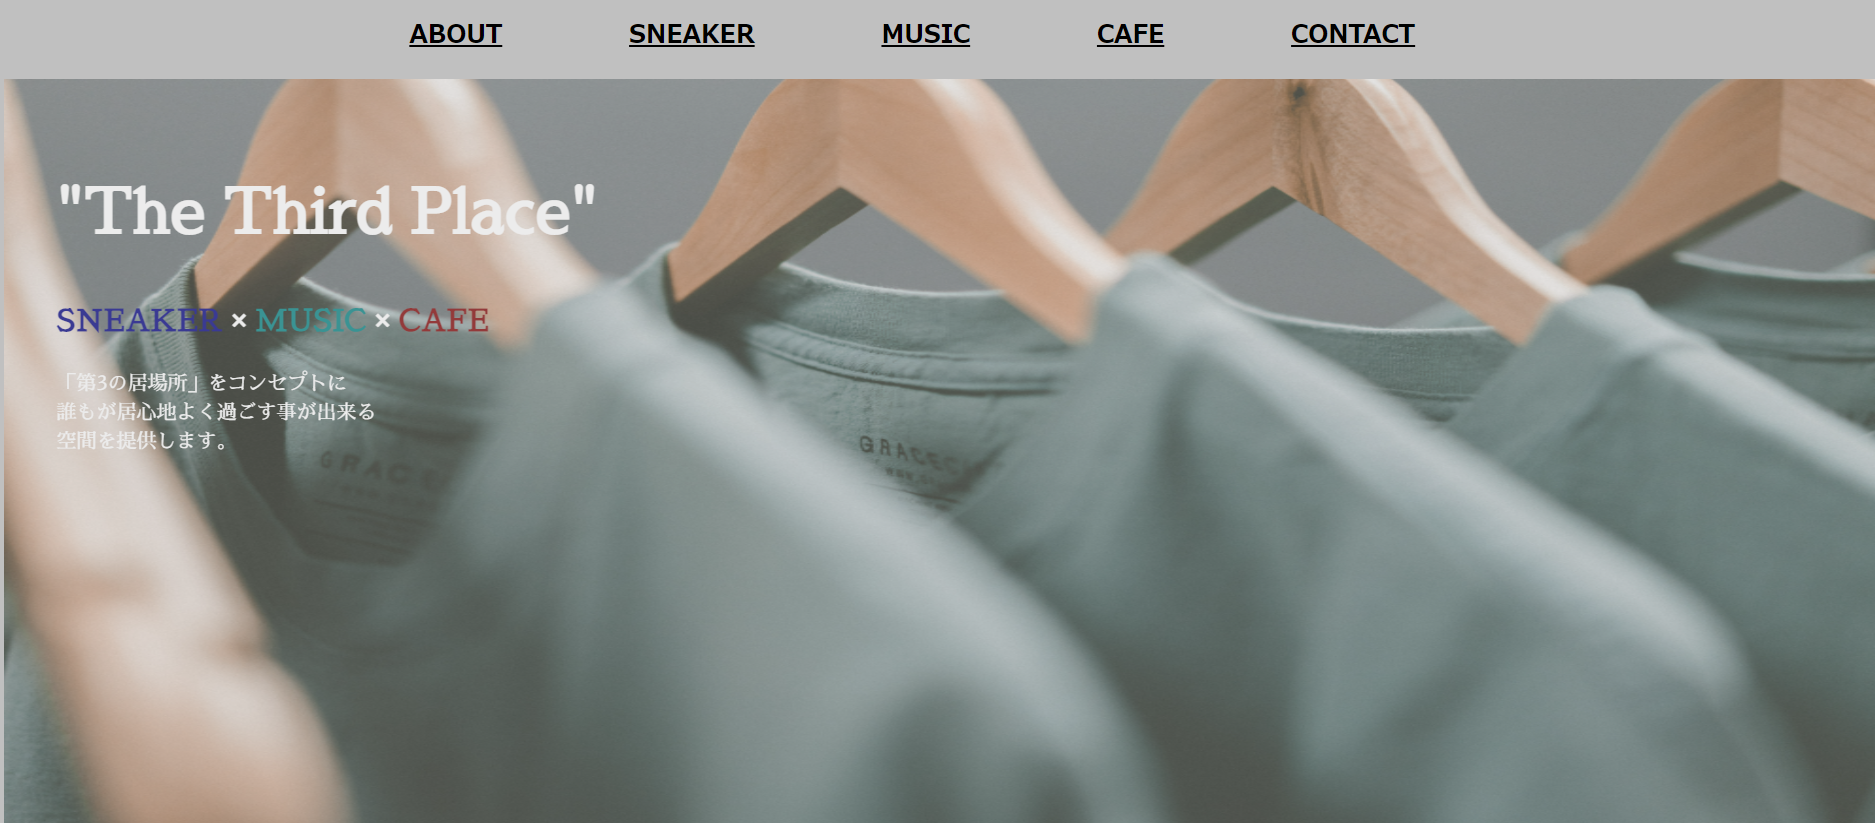 ABOUT SNEAKER MUSIC CAFE CONTACT
"The Third Place"
SNEAKER × MUSIC × CAFE
「第3の居場所」をコンセプトに
誰もが居心地よく過ごす事が出来る
空間を提供します。